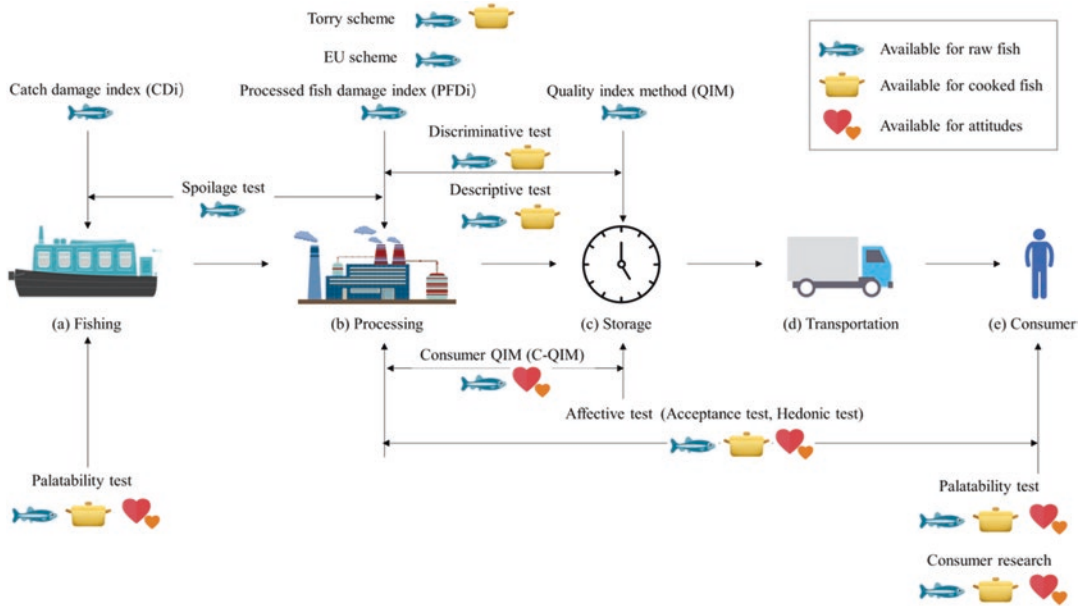 Torry scheme
EU scheme
Catch damage index (CDi)
Processed fish damage index (PFDi)
Quality index method (QIM)
Available for raw fish
Available for cooked fish
Available for attitudes
Discriminative test
Spoilage test
Descriptive test
(a) Fishing
(b) Processing
(c) Storage
(d) Transportation
(e) Consumer
Consumer QIM (C-QIM)
Affective test (Acceptance test, Hedonic test)
Palatability test
Palatability test
Consumer research